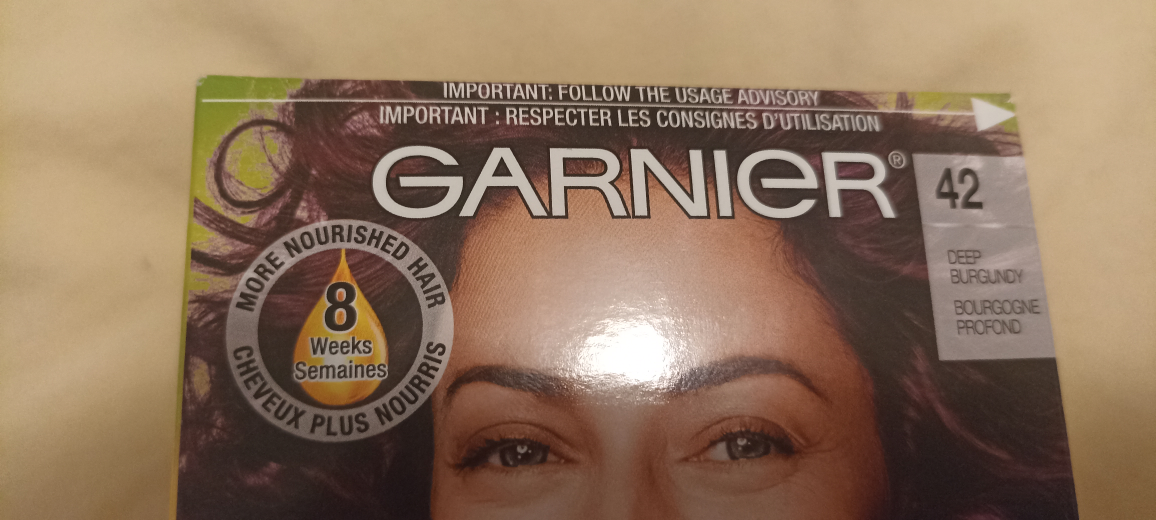 IMPORTANT: FOLLOW THE USAGE ADVISORY
IMPORTANT : RESPECTER LES CONSIGNES D'UTILISATION
GARNIER®
42
DEEP
BURGUNDY
BOURGOGNE
PROFOND
MORE NOURISHED HAIR
8
Weeks
Semaines
CHEVEUX PLUS NOURRIS